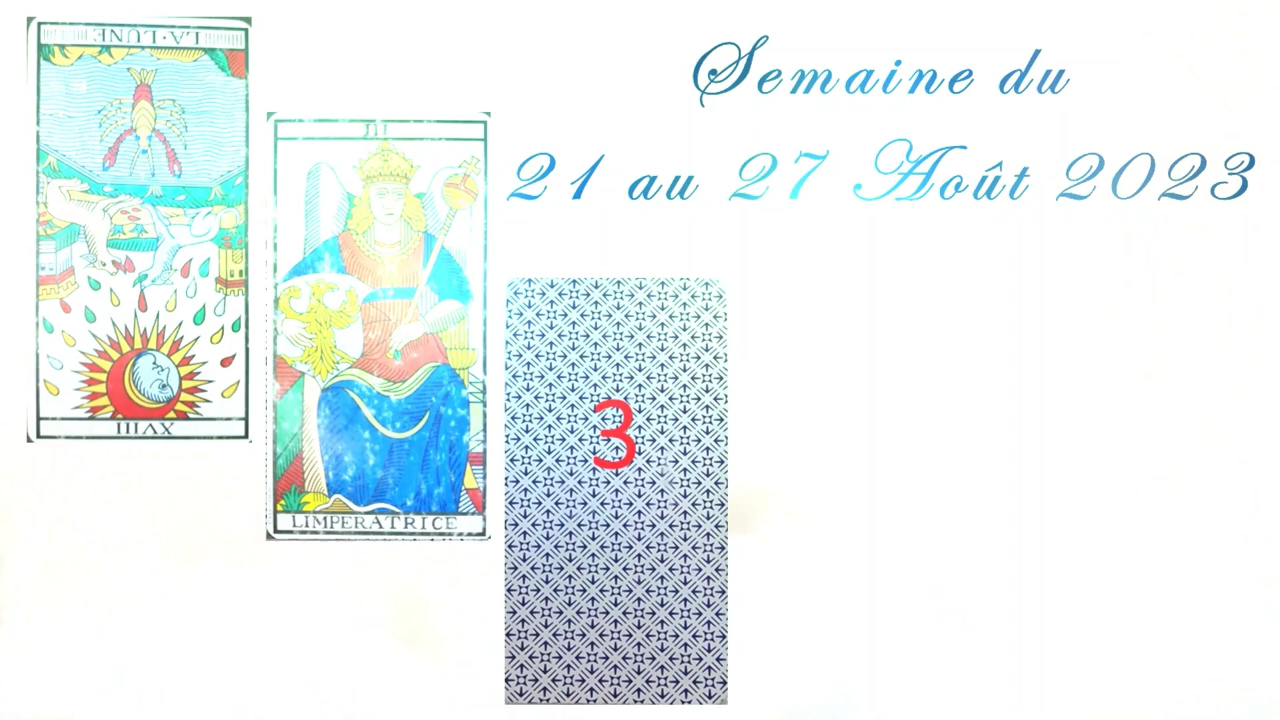 LA·LUNE
XVIII
III
LIMPERATRICE
3
Semaine du
21 au 27 Août 2023